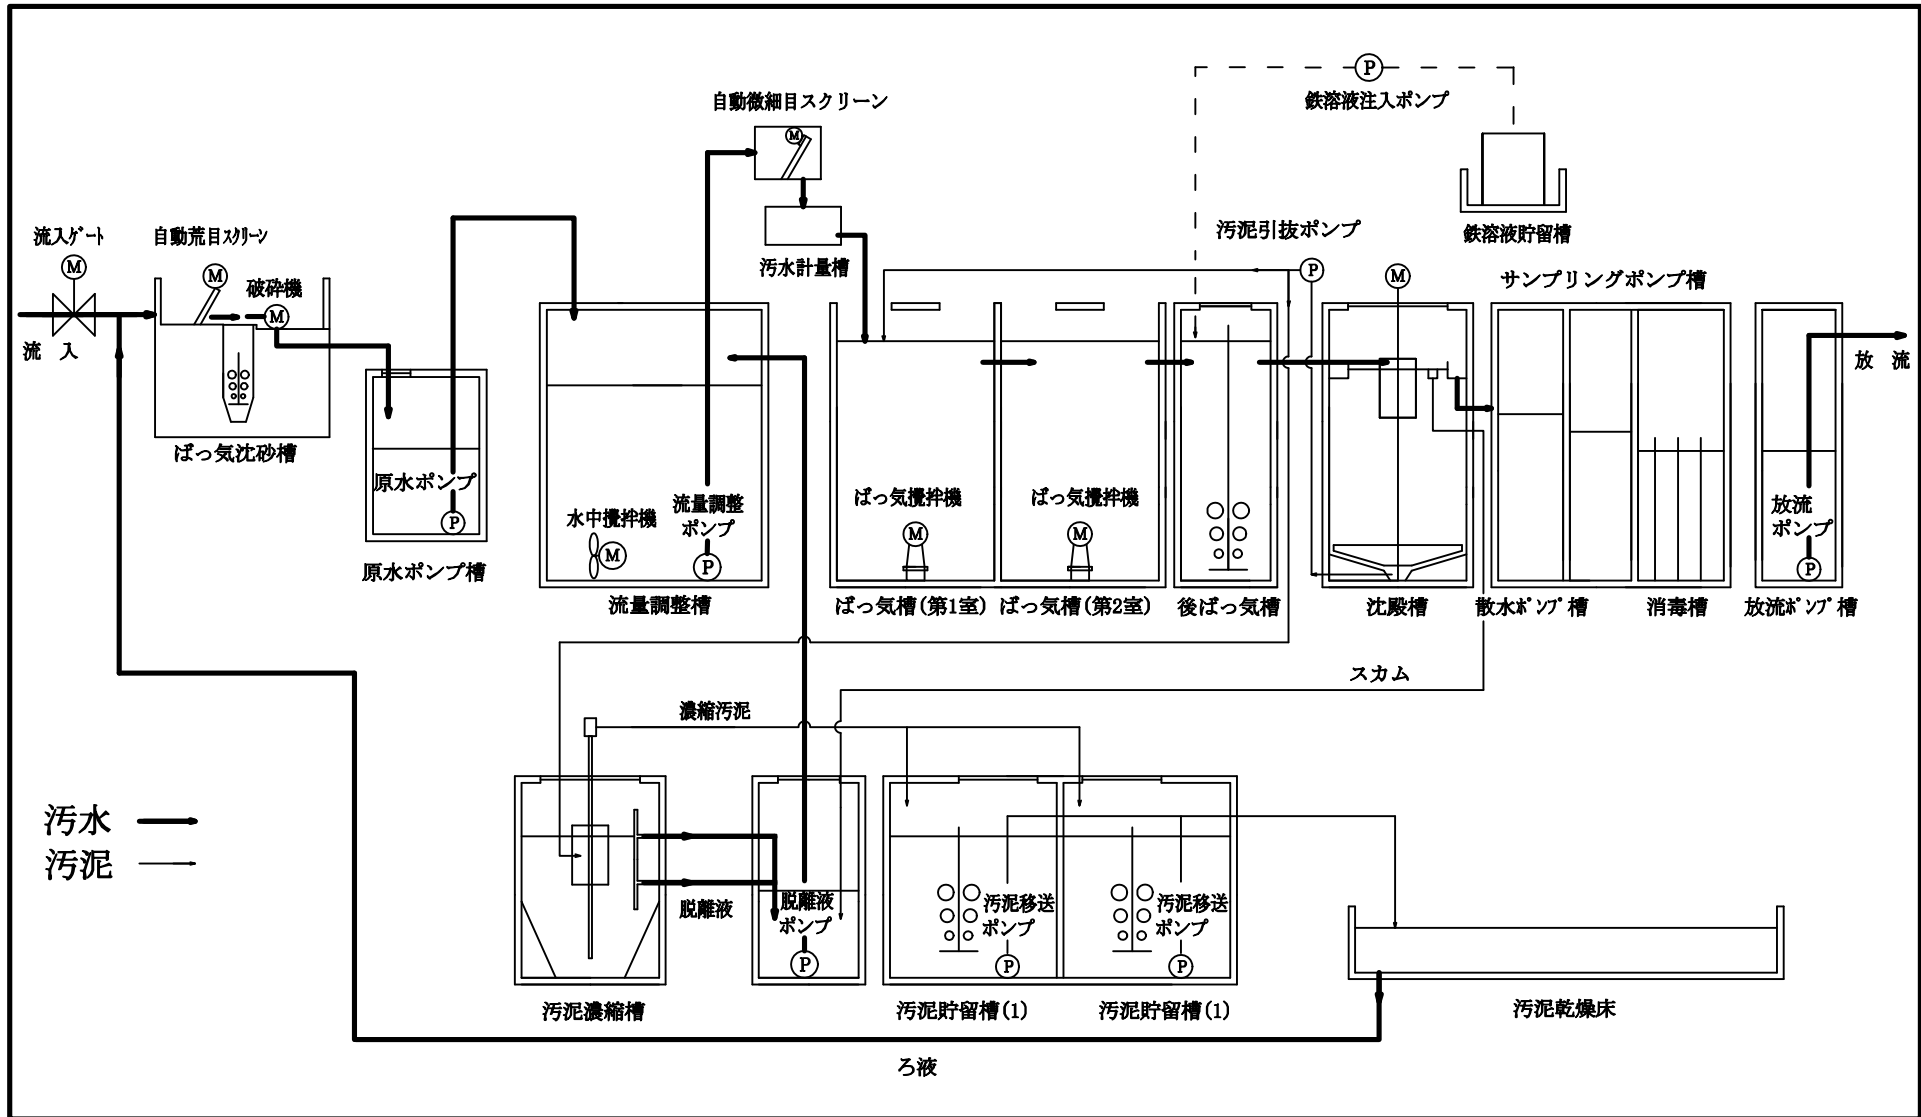 自動微細目スクリーン
M
P
鉄溶液注入ポンプ
鉄溶液貯留槽
流入ゲート
M
自動荒目スクリーン
M
破砕機
M
流 入
ばっ気沈砂槽
原水ポンプ
P
原水ポンプ槽
汚水計量槽
汚泥引抜ポンプ
P
M
サンプリングポンプ槽
放 流
水中攪拌機
M
流量調整
ポンプ
P
流量調整槽
ばっ気攪拌機
M
ばっ気攪拌機
M
放流
ポンプ
P
ばっ気槽(第1室)
ばっ気槽(第2室)
後ばっ気槽
沈殿槽
散水ポンプ槽
消毒槽
放流ポンプ槽
スカム
濃縮汚泥
汚水
汚泥
脱離液
脱離液
ポンプ
P
汚泥移送
ポンプ
P
汚泥移送
ポンプ
P
汚泥濃縮槽
汚泥貯留槽(1)
汚泥貯留槽(1)
汚泥乾燥床
ろ液